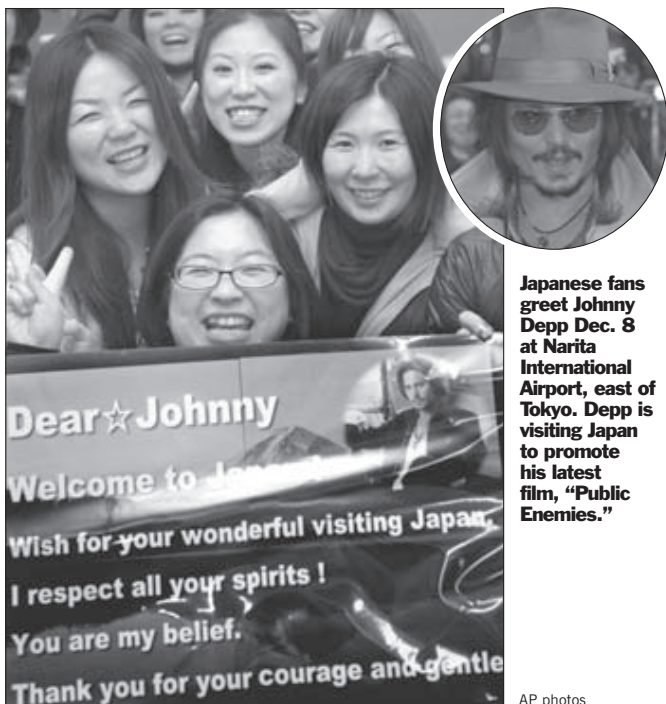 Dear☆Johnny
Welcome to
Wish for your wonderful visiting Japan.
I respect all your spirits !
You are my belief.
Thank you for your courage and gentle
Japanese fans
greet Johnny
Depp Dec. 8
at Narita
International
Airport, east of
Tokyo. Depp is
visiting Japan
to promote
his latest
film, “Public
Enemies.”
AP photos